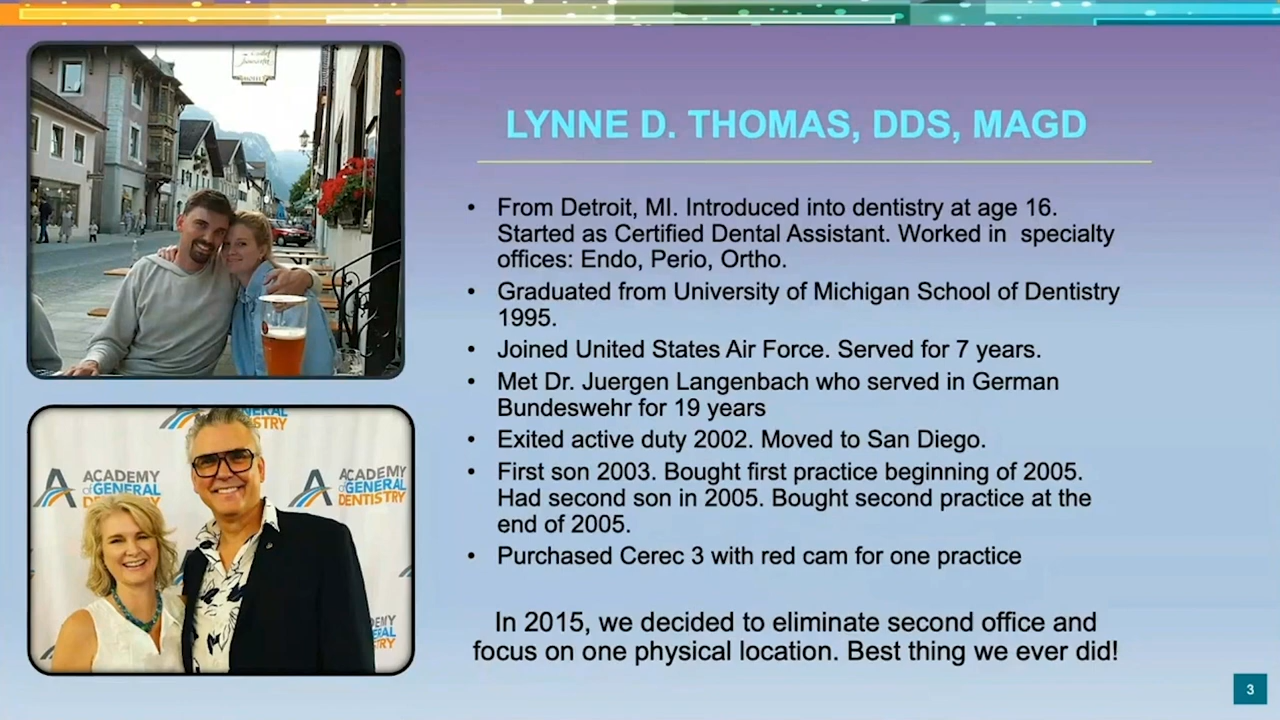 LYNNE D. THOMAS, DDS, MAGD
• From Detroit, MI. Introduced into dentistry at age 16.
Started as Certified Dental Assistant. Worked in  specialty
offices: Endo, Perio, Ortho.
• Graduated from University of Michigan School of Dentistry
1995.
• Joined United States Air Force. Served for 7 years.
• Met Dr. Juergen Langenbach who served in German
Bundeswehr for 19 years
• Exited active duty 2002. Moved to San Diego.
• First son 2003. Bought first practice beginning of 2005.
Had second son in 2005. Bought second practice at the
end of 2005.
• Purchased Cerec 3 with red cam for one practice
In 2015, we decided to eliminate second office and
focus on one physical location. Best thing we ever did!
GENERAL
ACADEMY
of GENERAL
ACADEMY
of GENERAL
DENTISTRY
3